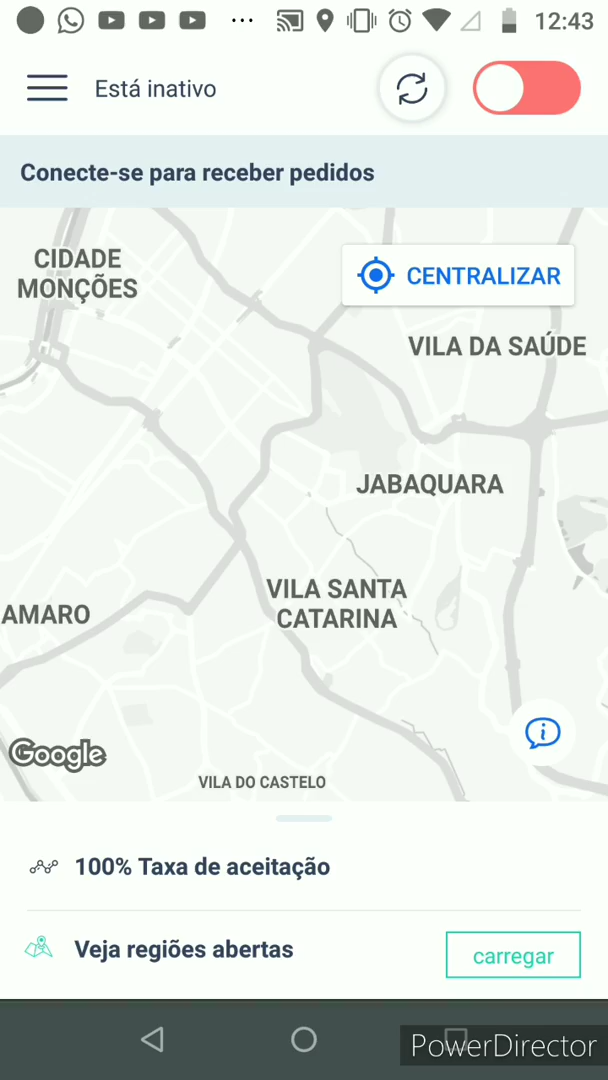 12:43
Está inativo
Conecte-se para receber pedidos
CIDADE
MONÇÕES
CENTRALIZAR
VILA DA SAÚDE
JABAQUARA
VILA SANTA
CATARINA
AMARO
Google
VILA DO CASTELO
100% Taxa de aceitação
Veja regiões abertas
carregar
PowerDirector